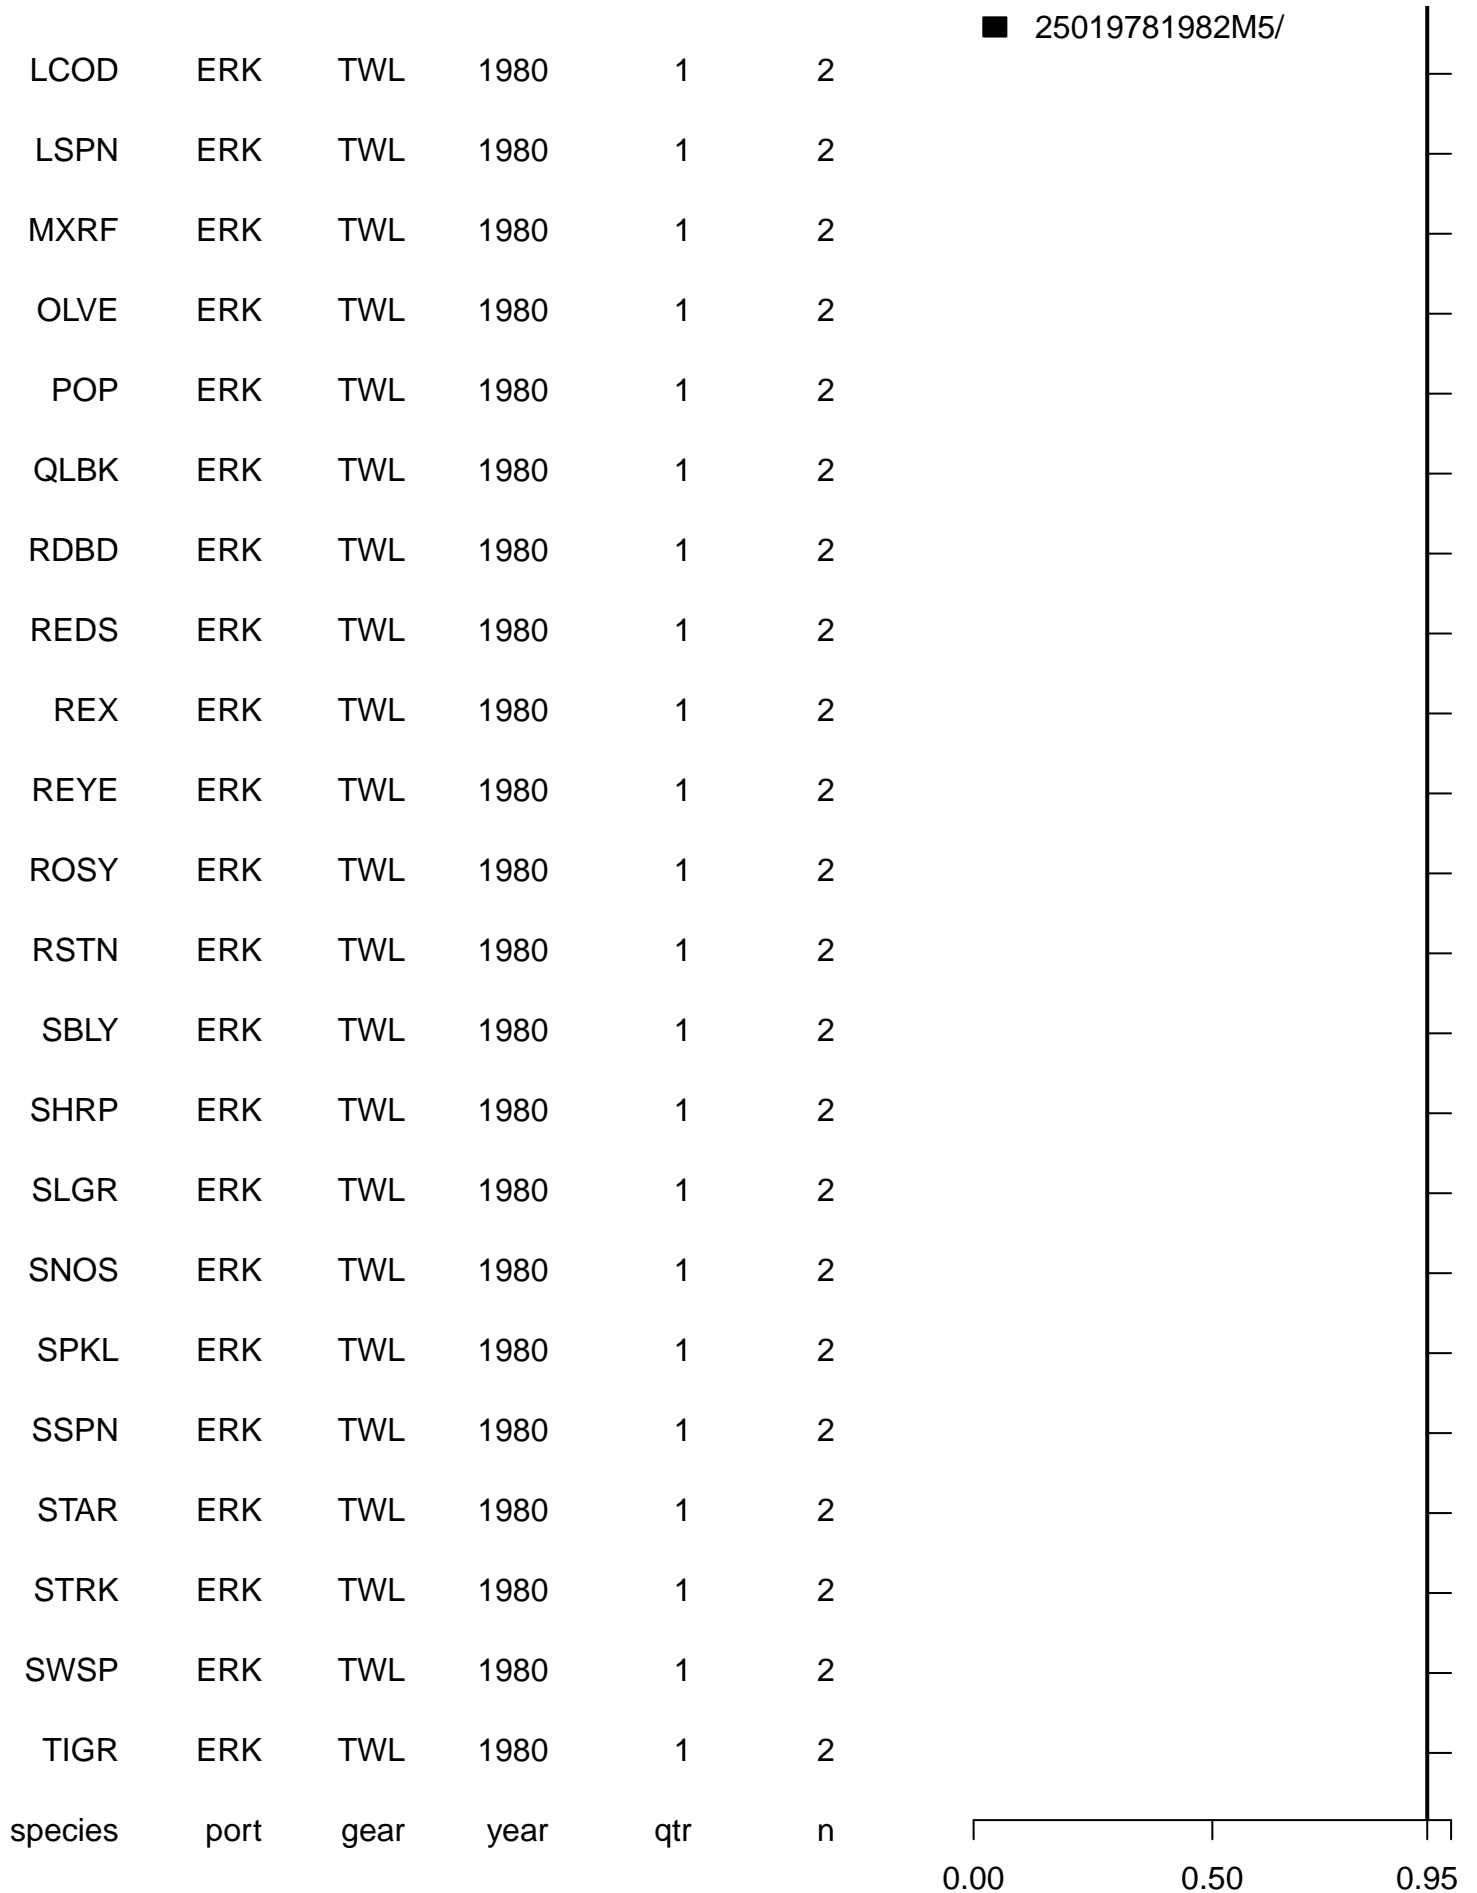 25019781982M5/
LCOD ERK TWL 1980 1 2
LSPN ERK TWL 1980 1 2
MXRF ERK TWL 1980 1 2
OLVE ERK TWL 1980 1 2
POP ERK TWL 1980 1 2
QLBK ERK TWL 1980 1 2
RDBD ERK TWL 1980 1 2
REDS ERK TWL 1980 1 2
REX ERK TWL 1980 1 2
REYE ERK TWL 1980 1 2
ROSY ERK TWL 1980 1 2
RSTN ERK TWL 1980 1 2
SBLY ERK TWL 1980 1 2
SHRP ERK TWL 1980 1 2
SLGR ERK TWL 1980 1 2
SNOS ERK TWL 1980 1 2
SPKL ERK TWL 1980 1 2
SSPN ERK TWL 1980 1 2
STAR ERK TWL 1980 1 2
STRK ERK TWL 1980 1 2
SWSP ERK TWL 1980 1 2
TIGR ERK TWL 1980 1 2
species port gear year qtr n
0.00 0.50 0.95